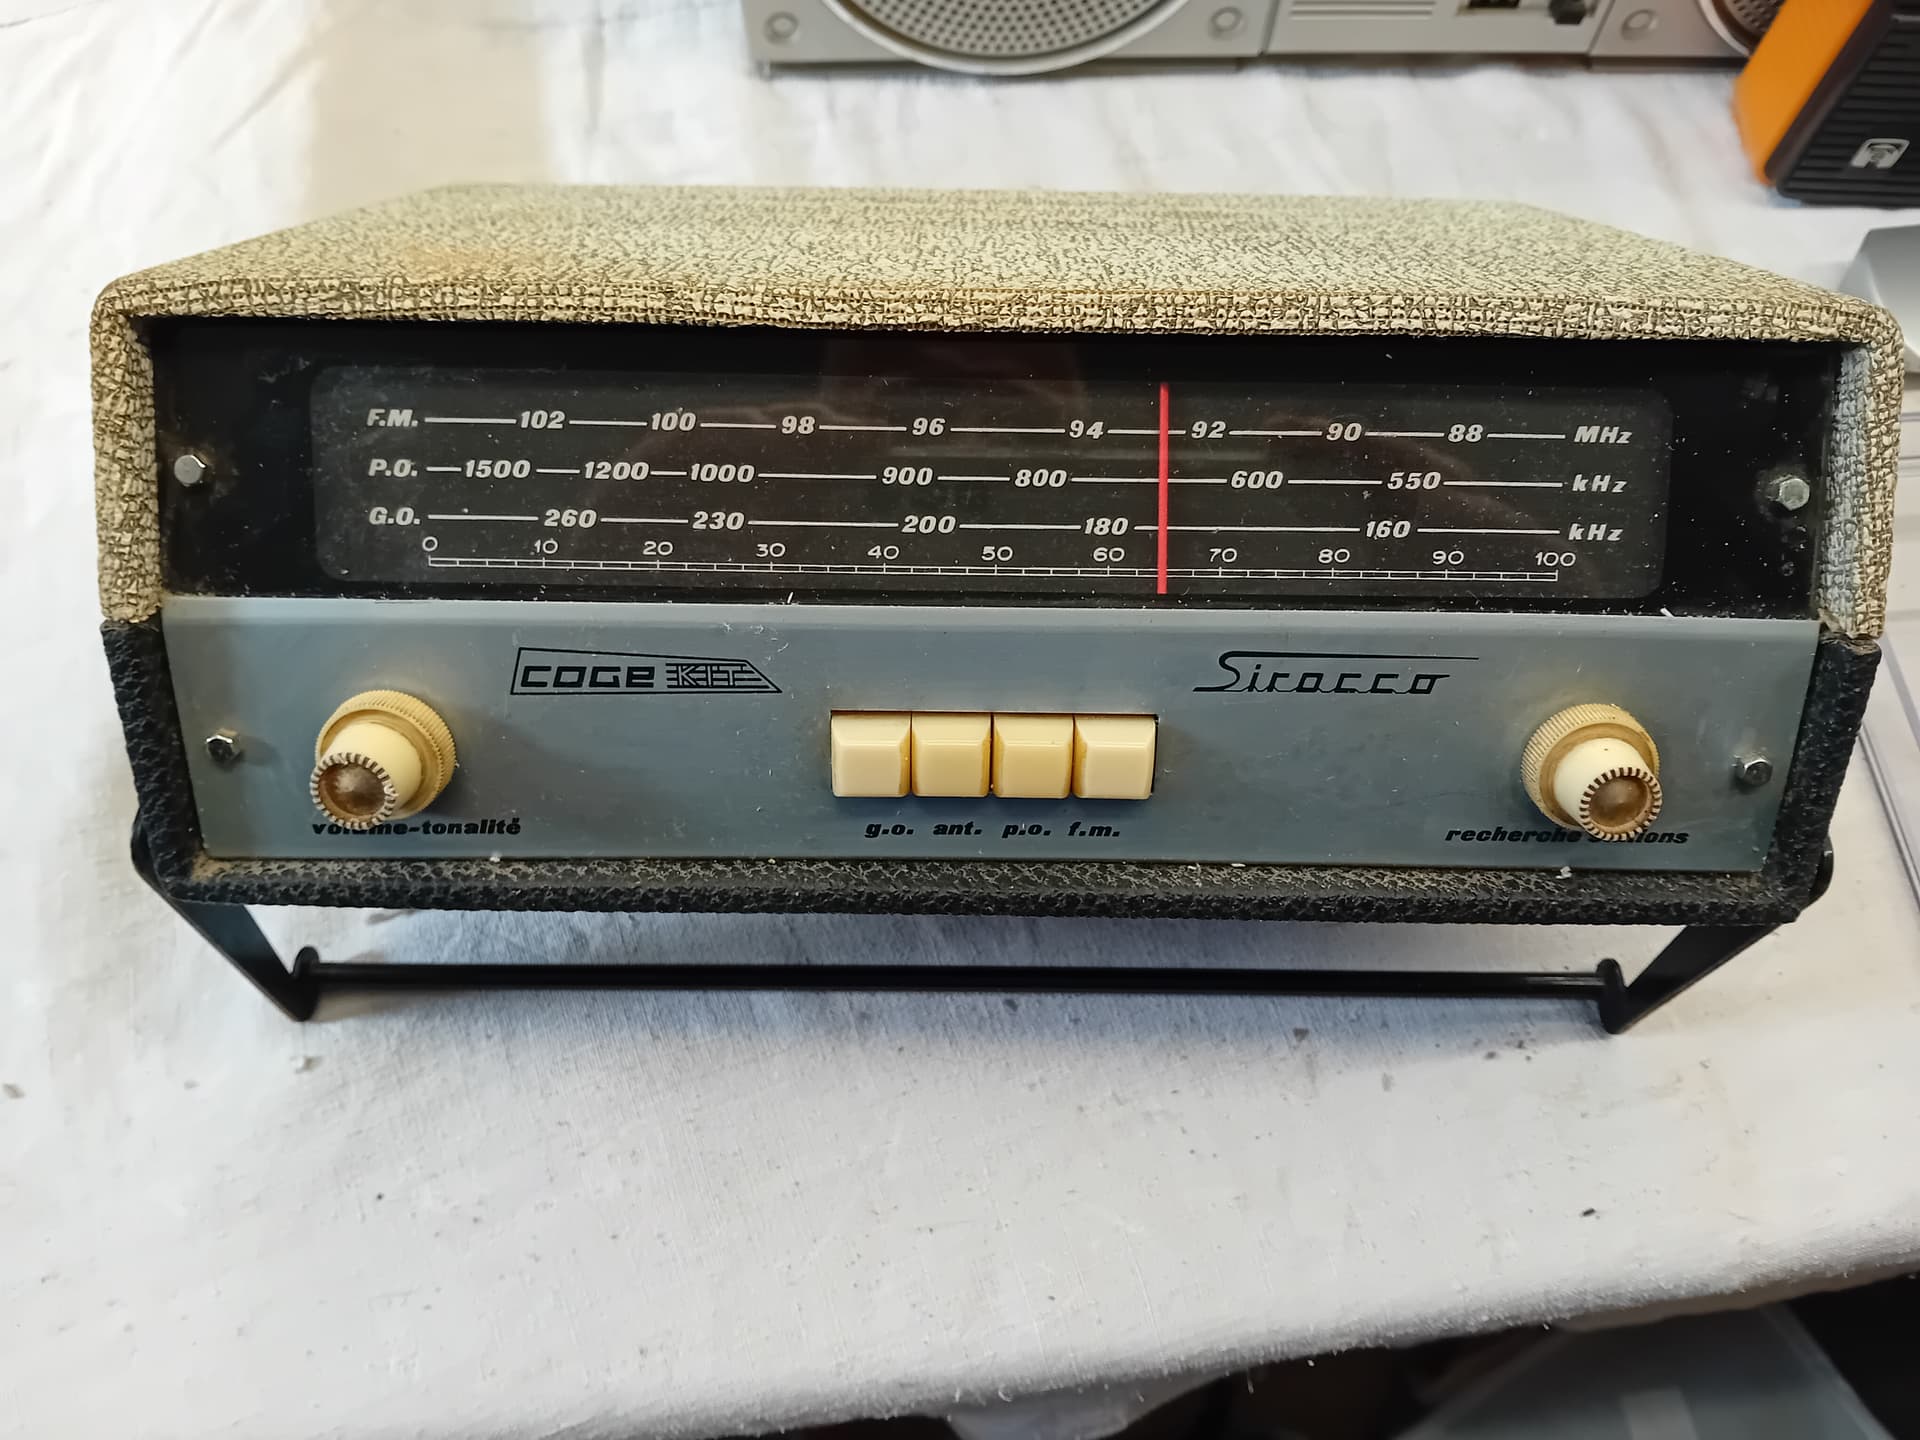 F.M. 102 100 98 96 94 92 90 88 MHz
P.O. 1500 1200 1000 900 800 600 550 kHz
G.O. 260 230 200 180 160 kHz
0 10 20 30 40 50 60 70 80 90 100
COGEKIT Sirocco
volume-tonalité g.o. ant. p.o. f.m. recherche stations